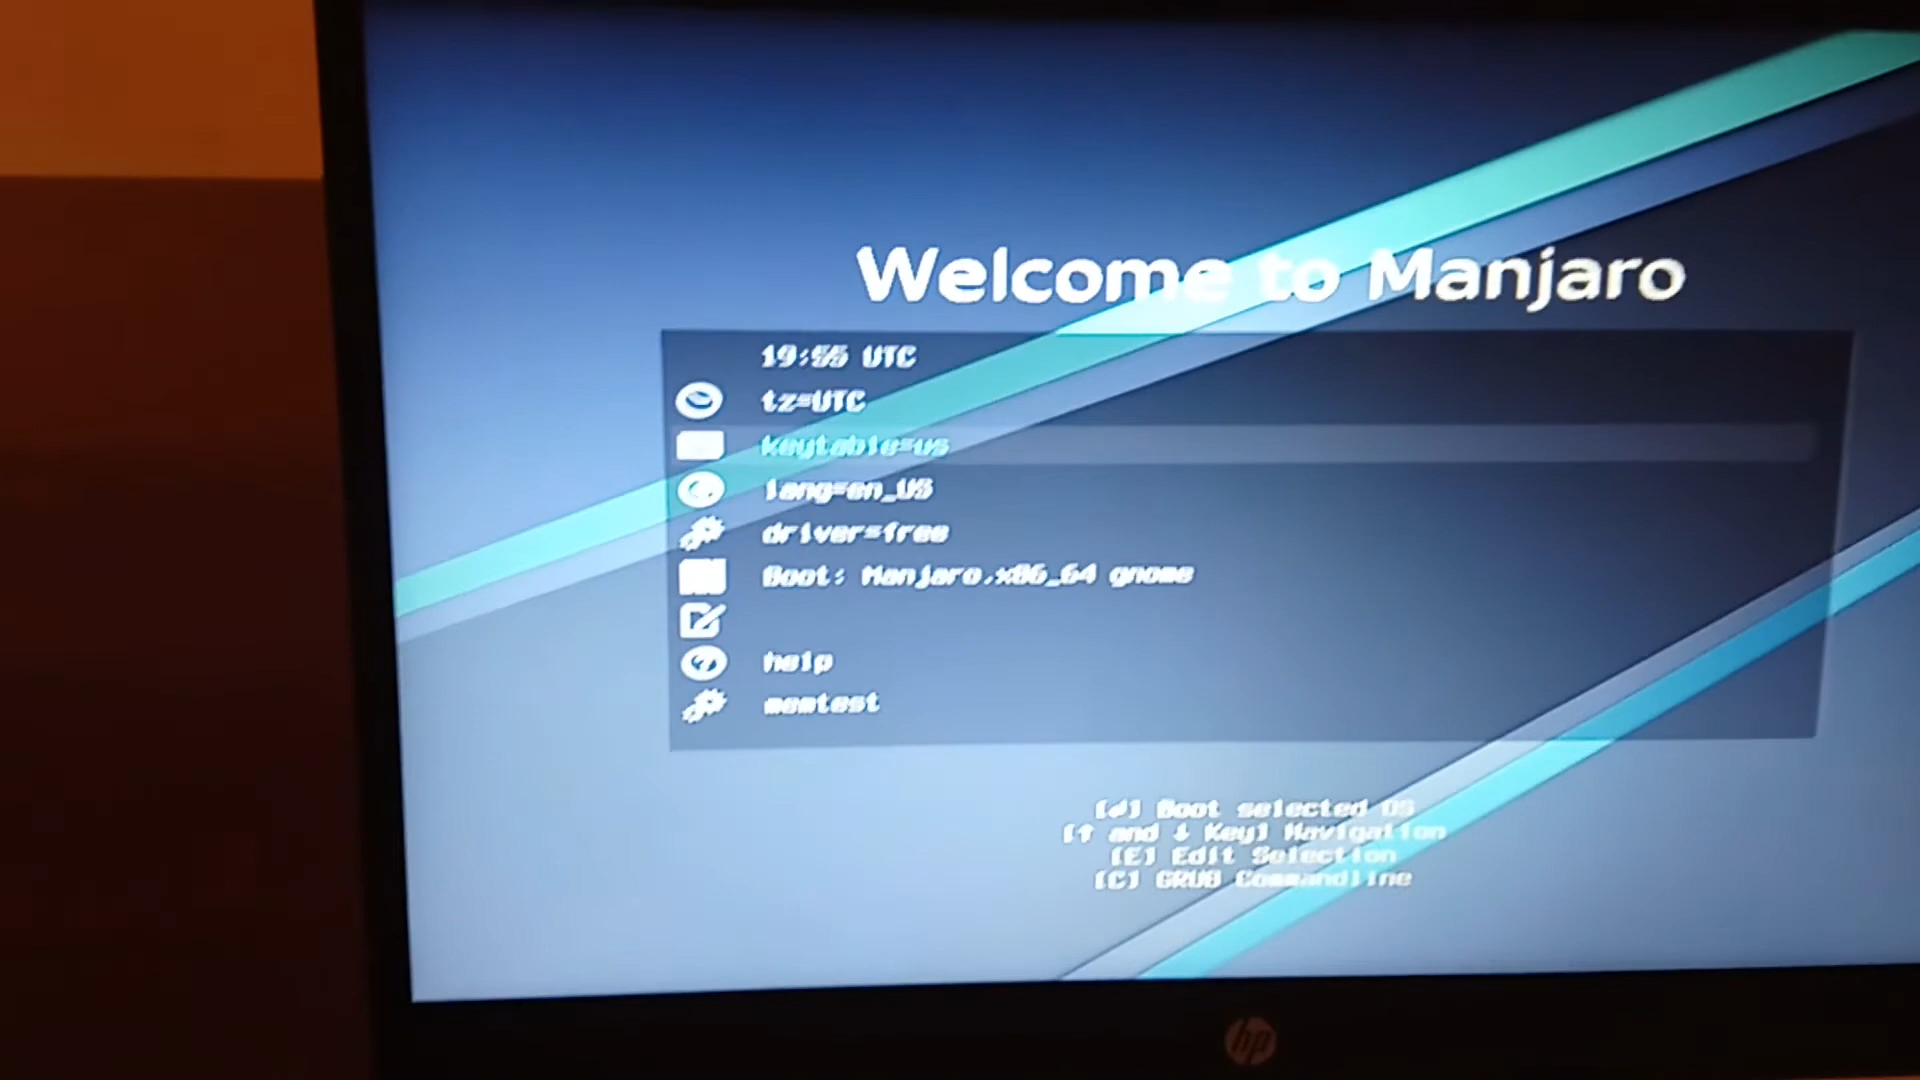 Welcome to Manjaro
19:55 UTC
tz=UTC
keytable=us
lang=en_US
driver=free
Boot: Manjaro.x86_64 gnome
help
memtest
[↲] Boot selected OS
[↑ and ↓ Key] Navigation
[E] Edit Selection
[C] GRUB Commandline
hp